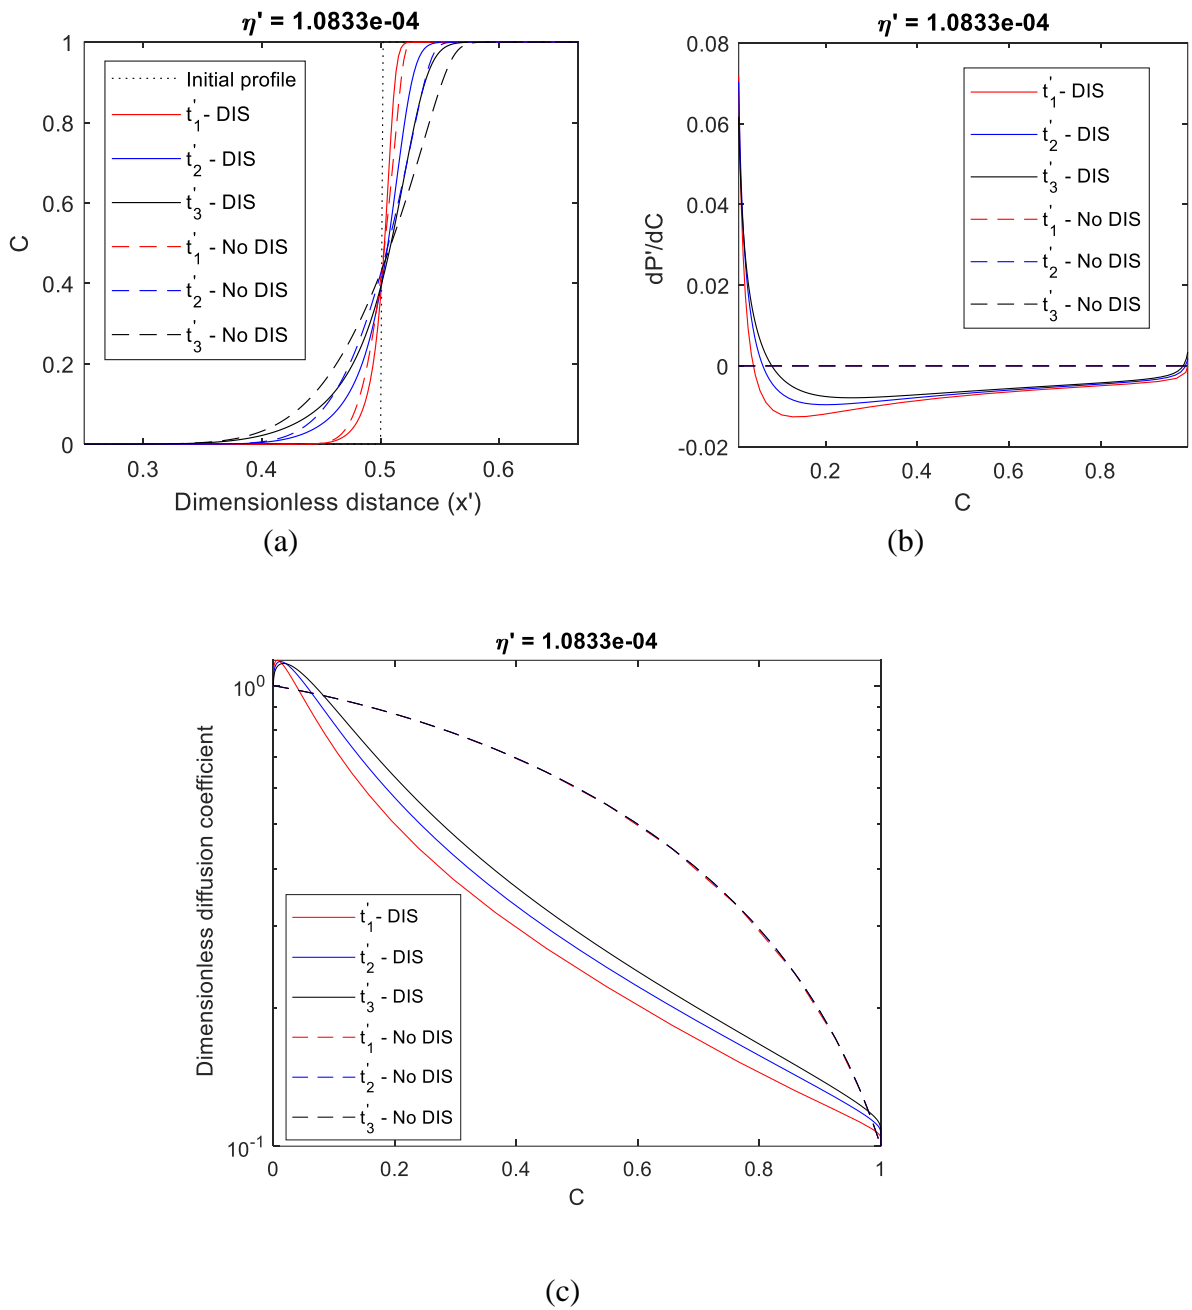 η' = 1.0833e-04
1
0.8
0.6
0.4
0.2
0
C
Initial profile
t'1- DIS
t'2 - DIS
t'3 - DIS
t'1 - No DIS
t'2 - No DIS
t'3 - No DIS
0.3 0.4 0.5 0.6
Dimensionless distance (x')
(a)
η' = 1.0833e-04
0.08
0.06
0.04
0.02
0
-0.02
dP'/dC
t'1- DIS
t'2 - DIS
t'3 - DIS
t'1 - No DIS
t'2 - No DIS
t'3 - No DIS
0.2 0.4 0.6 0.8
C
(b)
η' = 1.0833e-04
10^0
10^-1
Dimensionless diffusion coefficient
t'1- DIS
t'2 - DIS
t'3 - DIS
t'1 - No DIS
t'2 - No DIS
t'3 - No DIS
0 0.2 0.4 0.6 0.8 1
C
(c)